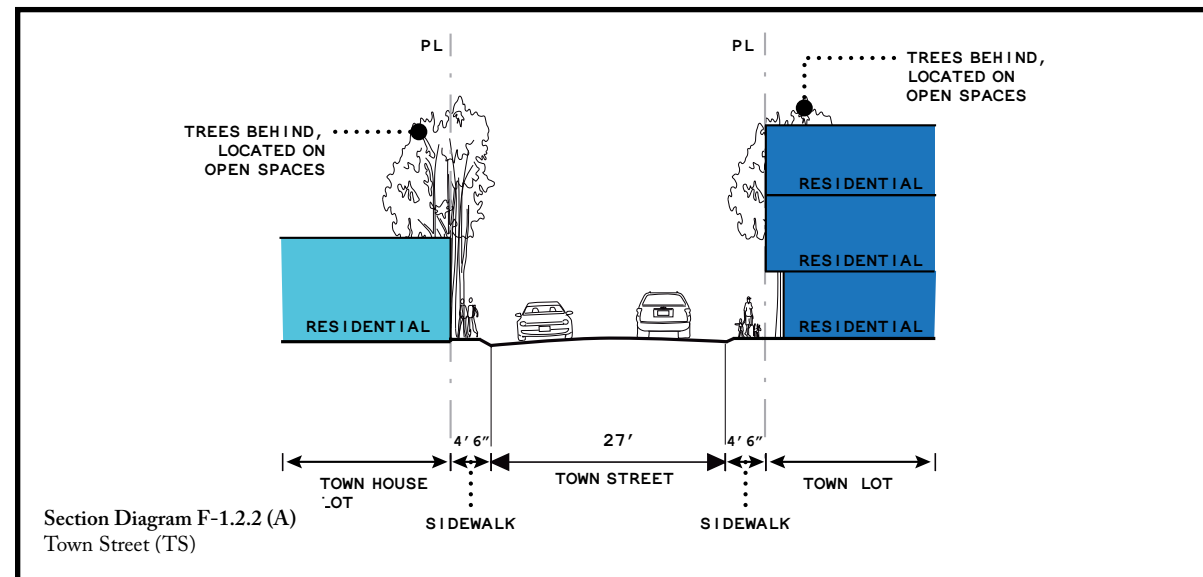 PL
PL
TREES BEHIND,
LOCATED ON
OPEN SPACES
TREES BEHIND,
LOCATED ON
OPEN SPACES
RESIDENTIAL
RESIDENTIAL
RESIDENTIAL
RESIDENTIAL
4' 6"
27'
4' 6"
TOWN HOUSE
LOT
TOWN STREET
TOWN LOT
SIDEWALK
SIDEWALK
Section Diagram F-1.2.2 (A)
Town Street (TS)